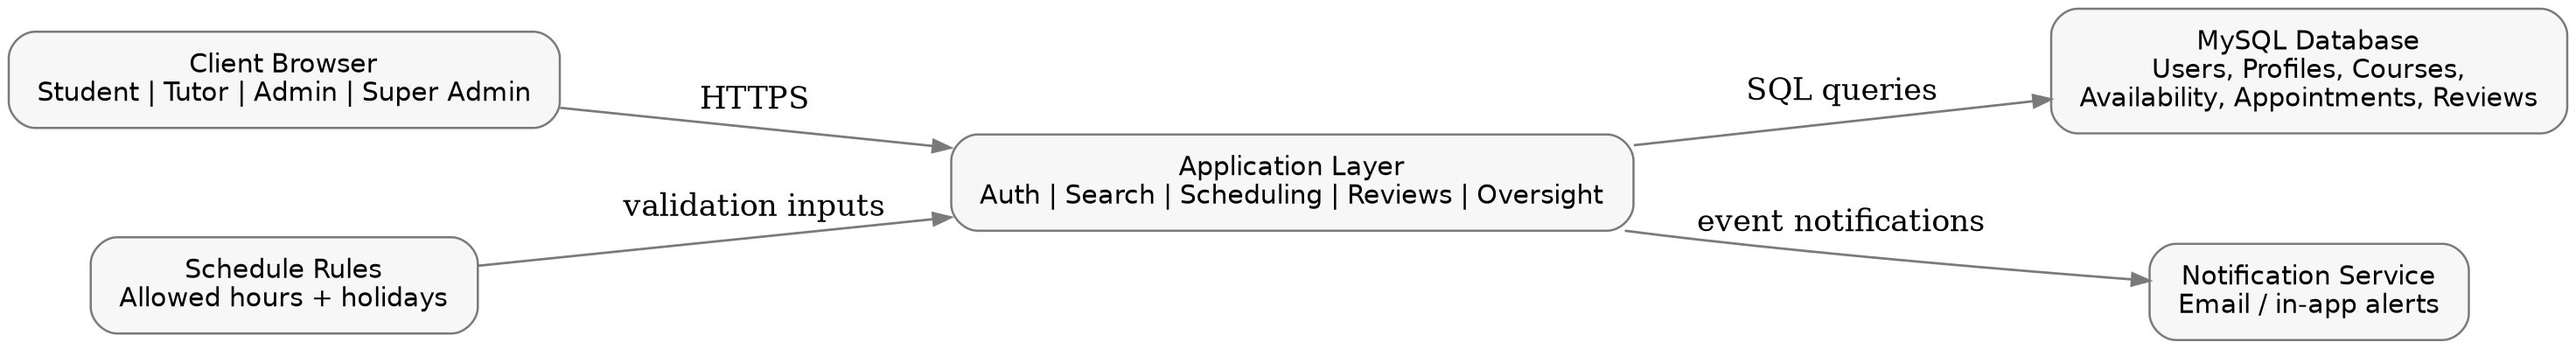 Client Browser
Student | Tutor | Admin | Super Admin
HTTPS
Schedule Rules
Allowed hours + holidays
validation inputs
Application Layer
Auth | Search | Scheduling | Reviews | Oversight
SQL queries
MySQL Database
Users, Profiles, Courses,
Availability, Appointments, Reviews
event notifications
Notification Service
Email / in-app alerts